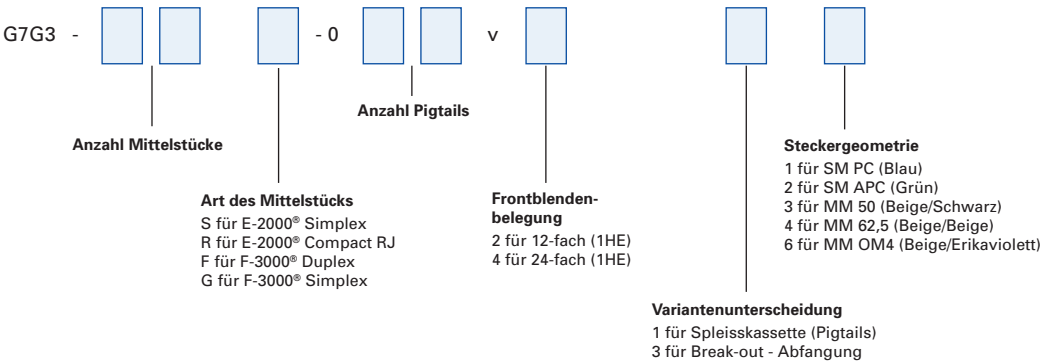 G7G3 - - 0 v
Anzahl Mittelstücke
Art des Mittelstücks
S für E-2000® Simplex
R für E-2000® Compact RJ
F für F-3000® Duplex
G für F-3000® Simplex
Anzahl Pigtails
Frontblenden-
belegung
2 für 12-fach (1HE)
4 für 24-fach (1HE)
Variantenunterscheidung
1 für Spleisskassette (Pigtails)
3 für Break-out - Abfangung
Steckergeometrie
1 für SM PC (Blau)
2 für SM APC (Grün)
3 für MM 50 (Beige/Schwarz)
4 für MM 62,5 (Beige/Beige)
6 für MM OM4 (Beige/Erikaviolett)